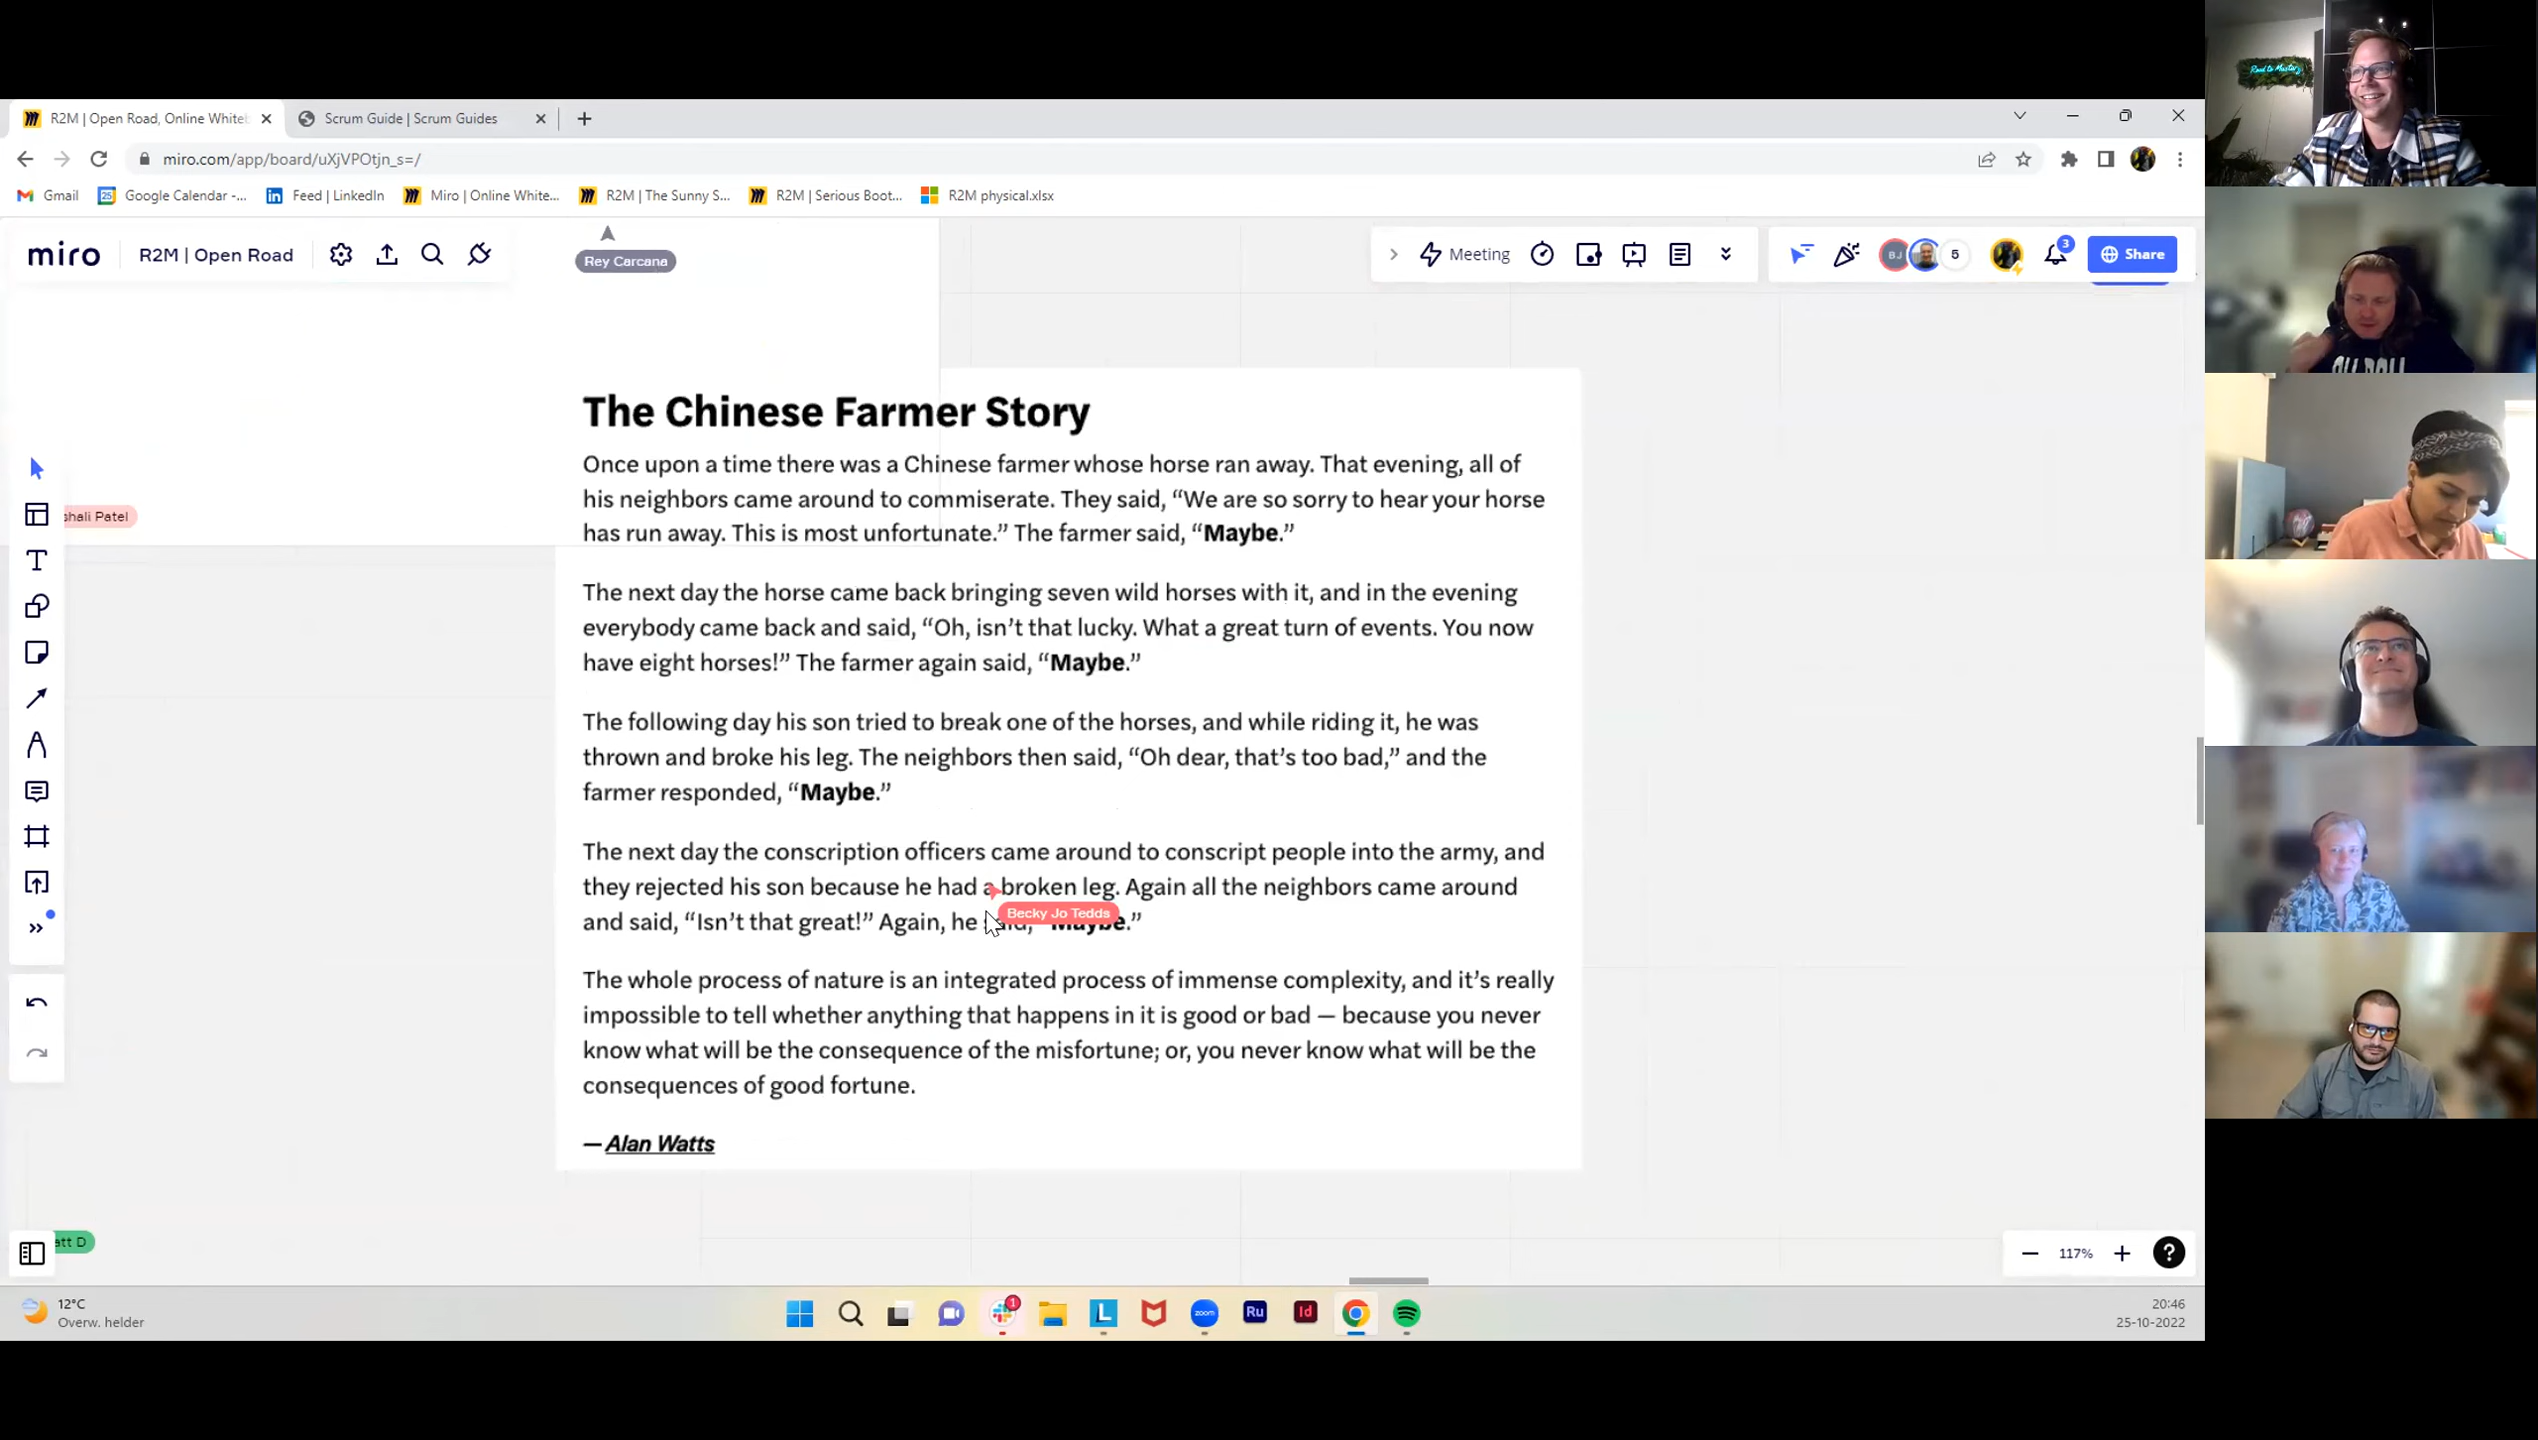 R2M | Open Road, Online Whiteb
Scrum Guide | Scrum Guides
miro.com/app/board/uXjVPOtjn_s=/
Gmail
Google Calendar -...
Feed | LinkedIn
Miro | Online White...
R2M | The Sunny S...
R2M | Serious Boot...
R2M physical.xlsx
miro
R2M | Open Road
Rey Carcana
Meeting
BJ
5
3
Share
The Chinese Farmer Story
Once upon a time there was a Chinese farmer whose horse ran away. That evening, all of
his neighbors came around to commiserate. They said, “We are so sorry to hear your horse
has run away. This is most unfortunate.” The farmer said, “Maybe.”
shali Patel
The next day the horse came back bringing seven wild horses with it, and in the evening
everybody came back and said, “Oh, isn’t that lucky. What a great turn of events. You now
have eight horses!” The farmer again said, “Maybe.”
The following day his son tried to break one of the horses, and while riding it, he was
thrown and broke his leg. The neighbors then said, “Oh dear, that’s too bad,” and the
farmer responded, “Maybe.”
The next day the conscription officers came around to conscript people into the army, and
they rejected his son because he had a broken leg. Again all the neighbors came around
Becky Jo Tedds
and said, “Isn’t that great!” Again, he said, “Maybe.”
The whole process of nature is an integrated process of immense complexity, and it’s really
impossible to tell whether anything that happens in it is good or bad — because you never
know what will be the consequence of the misfortune; or, you never know what will be the
consequences of good fortune.
— Alan Watts
att D
117%
12°C
Overw. helder
1
L
zoom
Ru
Id
20:46
25-10-2022
Road to Mastery